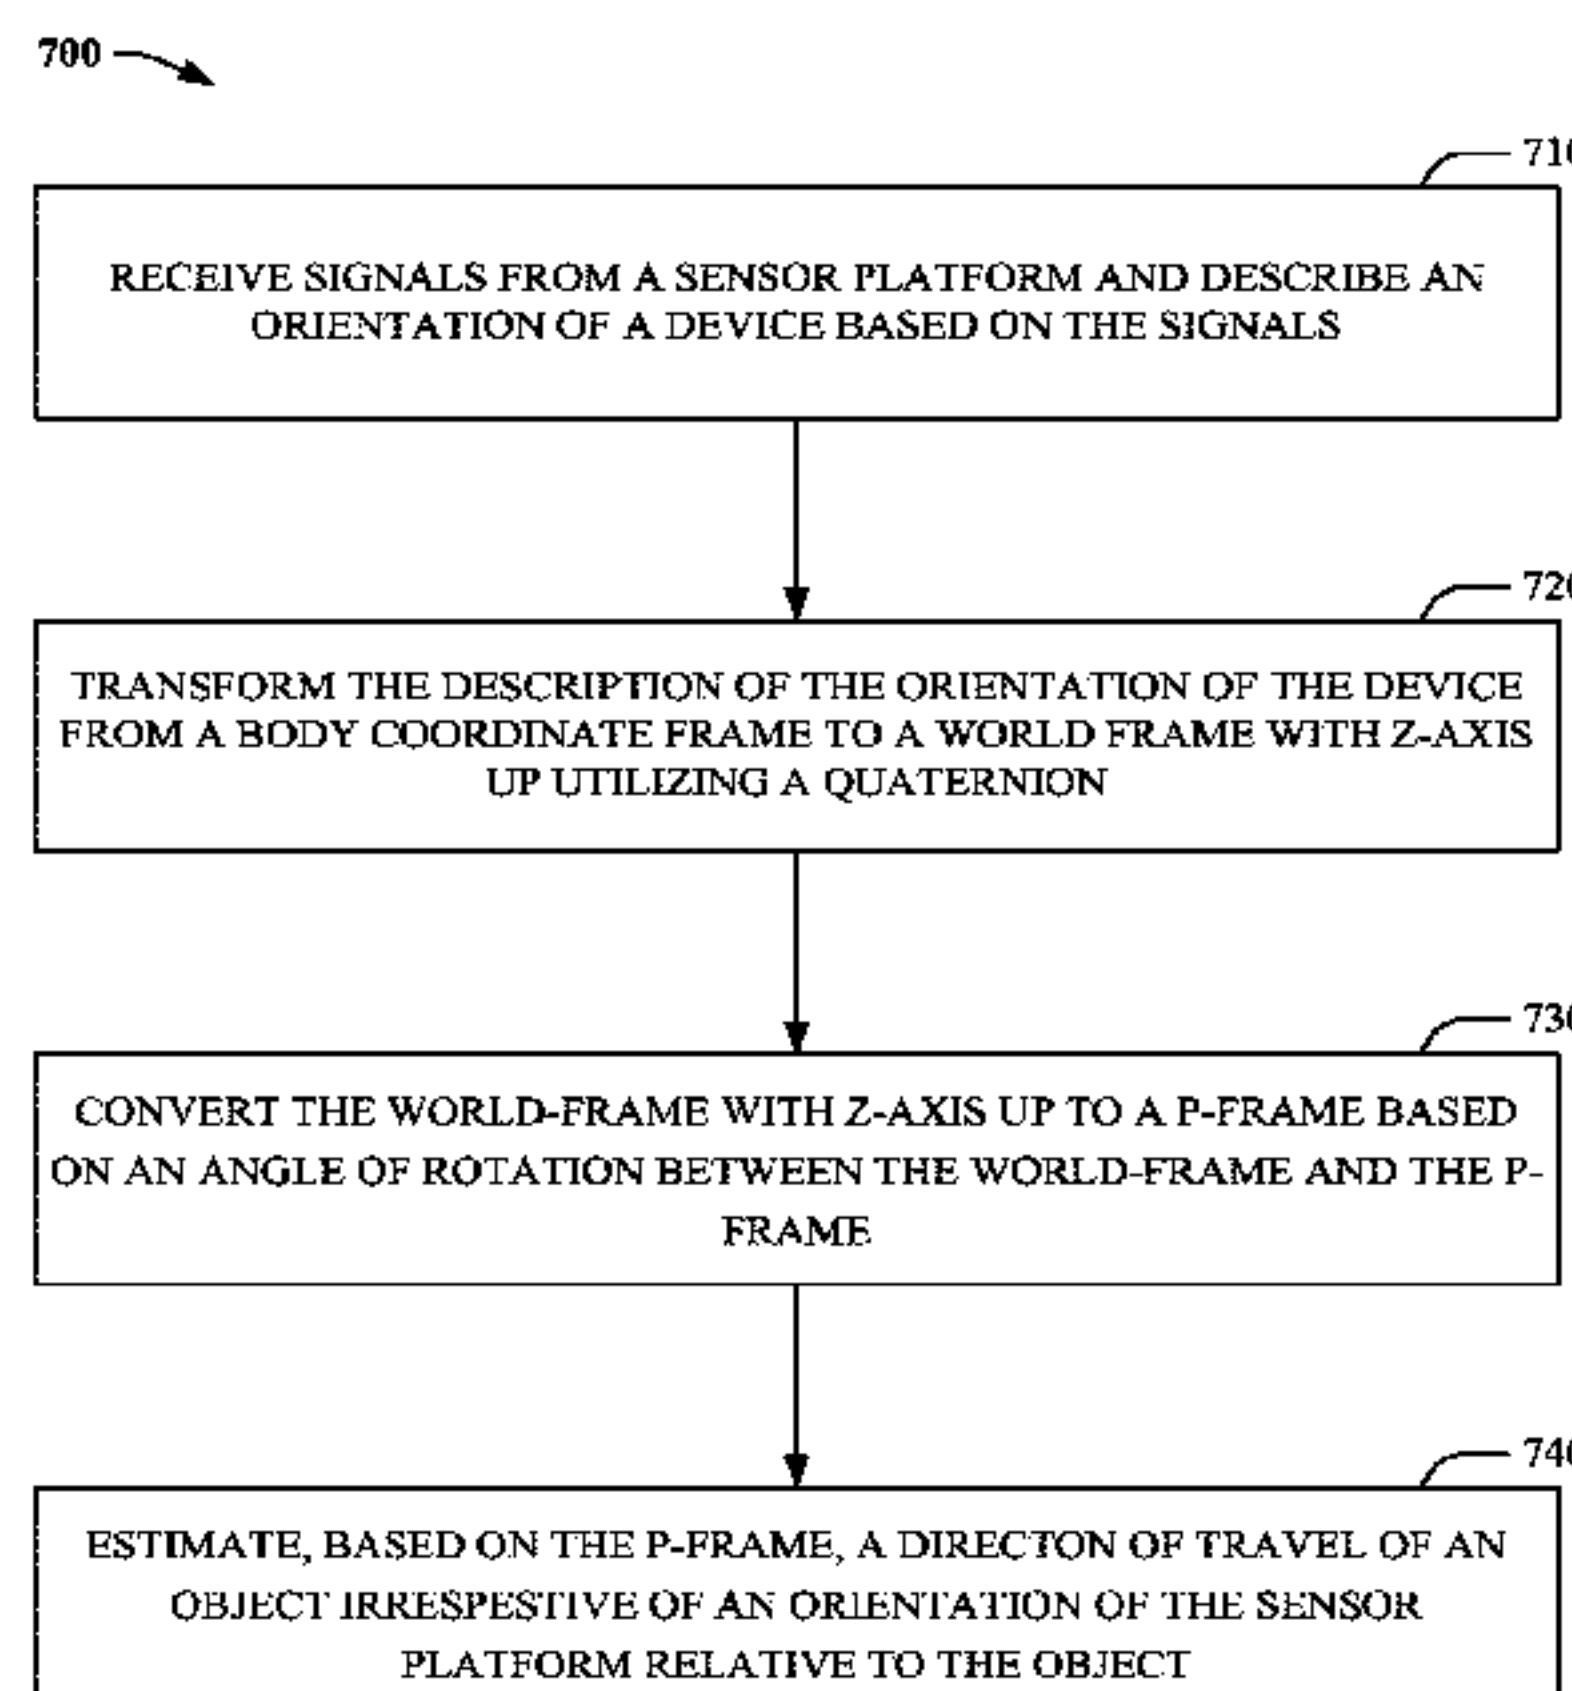 700
710
RECEIVE SIGNALS FROM A SENSOR PLATFORM AND DESCRIBE AN
ORIENTATION OF A DEVICE BASED ON THE SIGNALS
720
TRANSFORM THE DESCRIPTION OF THE ORIENTATION OF THE DEVICE
FROM A BODY COORDINATE FRAME TO A WORLD FRAME WITH Z-AXIS
UP UTILIZING A QUATERNION
730
CONVERT THE WORLD-FRAME WITH Z-AXIS UP TO A P-FRAME BASED
ON AN ANGLE OF ROTATION BETWEEN THE WORLD-FRAME AND THE P-
FRAME
740
ESTIMATE, BASED ON THE P-FRAME, A DIRECTON OF TRAVEL OF AN
OBJECT IRRESPESTIVE OF AN ORIENTATION OF THE SENSOR
PLATFORM RELATIVE TO THE OBJECT